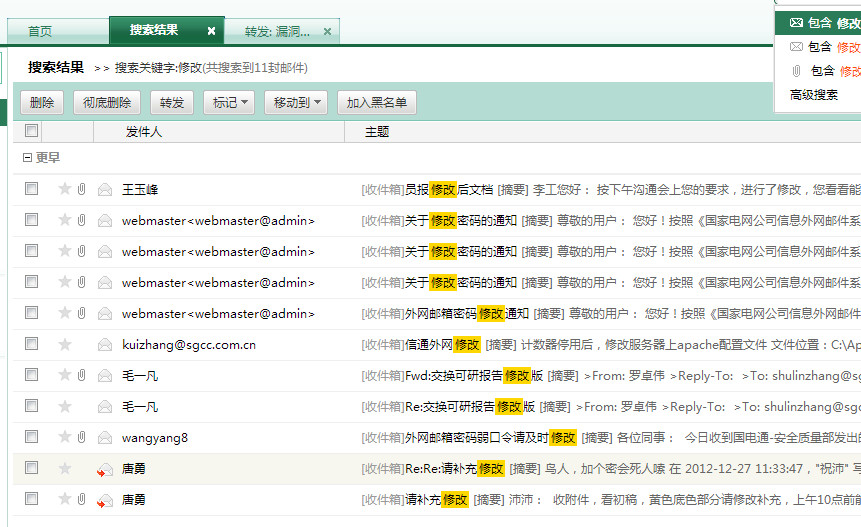 首页 搜索结果 × 转发: 漏洞... ×
包含 修改
包含 修改
包含 修改
高级搜索
搜索结果 >> 搜索关键字:修改(共搜索到11封邮件)
删除 彻底删除 转发 标记 移动到 加入黑名单
发件人 主题
更早
王玉峰 [收件箱]员报修改后文档 [摘要] 李工您好： 按下午沟通会上您的要求，进行了修改，您看看能
webmaster<webmaster@admin> [收件箱]关于修改密码的通知 [摘要] 尊敬的用户： 您好！按照《国家电网公司信息外网邮件系
webmaster<webmaster@admin> [收件箱]关于修改密码的通知 [摘要] 尊敬的用户： 您好！按照《国家电网公司信息外网邮件系
webmaster<webmaster@admin> [收件箱]关于修改密码的通知 [摘要] 尊敬的用户： 您好！按照《国家电网公司信息外网邮件系
webmaster<webmaster@admin> [收件箱]外网邮箱密码修改通知 [摘要] 尊敬的用户： 您好！按照《国家电网公司信息外网邮件
kuizhang@sgcc.com.cn [收件箱]信通外网修改 [摘要] 计数器停用后，修改服务器上apache配置文件 文件位置：C:\Ap
毛一凡 [收件箱]Fwd:交换可研报告修改版 [摘要] >From: 罗卓伟 >Reply-To: >To: shulinzhang@sg
毛一凡 [收件箱]Re:交换可研报告修改版 [摘要] >From: 罗卓伟 >Reply-To: >To: shulinzhang@sgc
wangyang8 [收件箱]外网邮箱密码弱口令请及时修改 [摘要] 各位同事： 今日收到国电通-安全质量部发出的
唐勇 [收件箱]Re:Re:请补充修改 [摘要] 鸟人，加个密会死人嗦 在 2012-12-27 11:33:47，"祝沛" 写
唐勇 [收件箱]请补充修改 [摘要] 沛沛： 收附件，看初稿，黄色底色部分请修改补充，上午10点前能